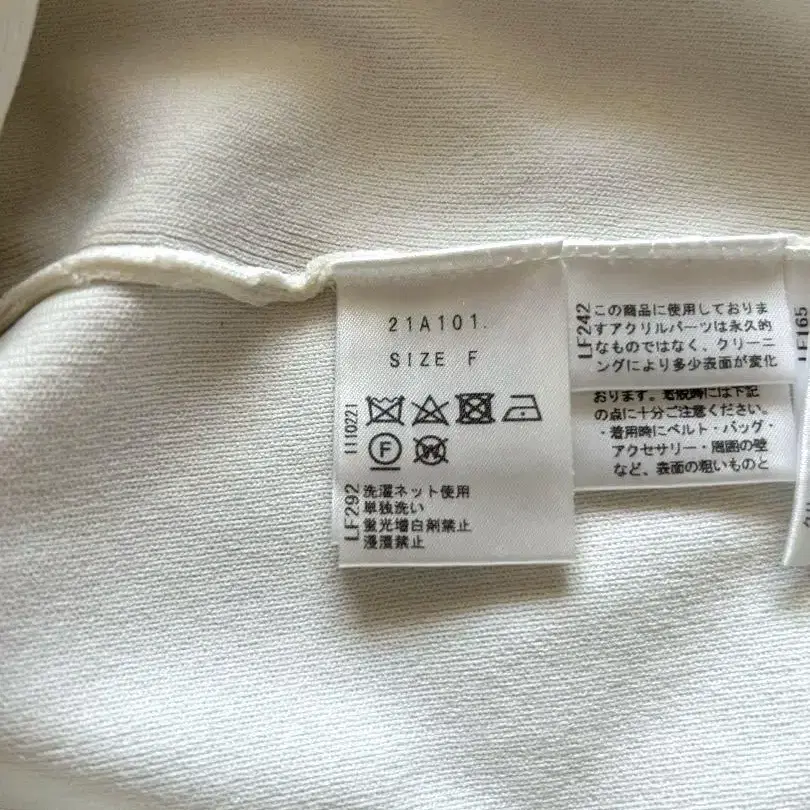 21A101.
SIZE F
1110221
F
W
LF292
洗濯ネット使用
単独洗い
蛍光増白剤禁止
浸漬禁止
LF242
この商品に使用しておりま
すアクリルパーツは永久的
なものではなく、クリーニ
ングにより多少表面が変化
おります。着用時には下記
の点に十分ご注意ください。
・着用時にベルト・バッグ・
アクセサリー・周囲の壁
など、表面の粗いものと
LF165